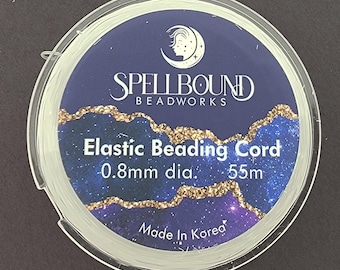 SPELLBOUND
BEADWORKS
Elastic Beading Cord
0.8mm dia. 55m
Made In Korea